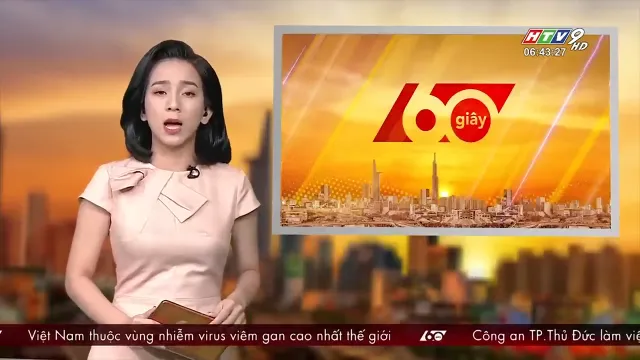 HTV9 HD
06:43:27
60 giây
Việt Nam thuộc vùng nhiễm virus viêm gan cao nhất thế giới 60 Công an TP.Thủ Đức làm việ